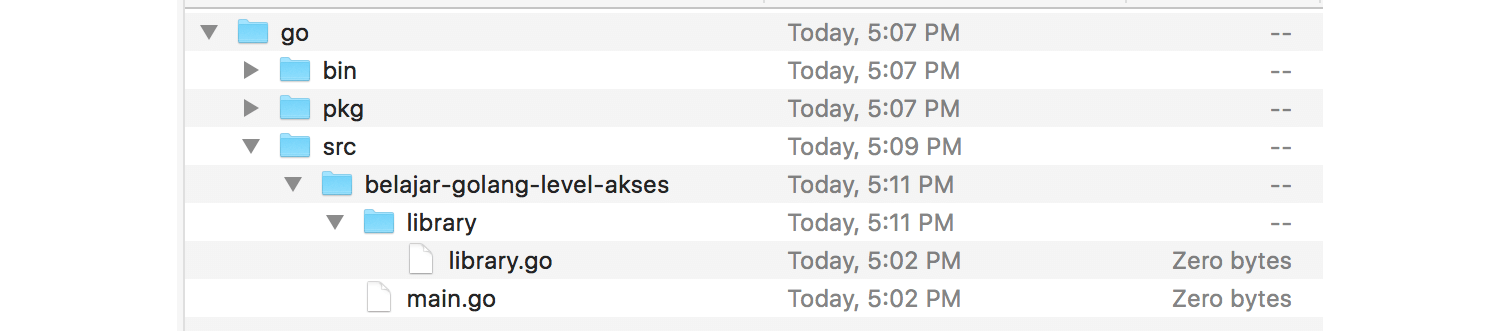 go Today, 5:07 PM --
bin Today, 5:07 PM --
pkg Today, 5:07 PM --
src Today, 5:09 PM --
belajar-golang-level-akses Today, 5:11 PM --
library Today, 5:11 PM --
library.go Today, 5:02 PM Zero bytes
main.go Today, 5:02 PM Zero bytes